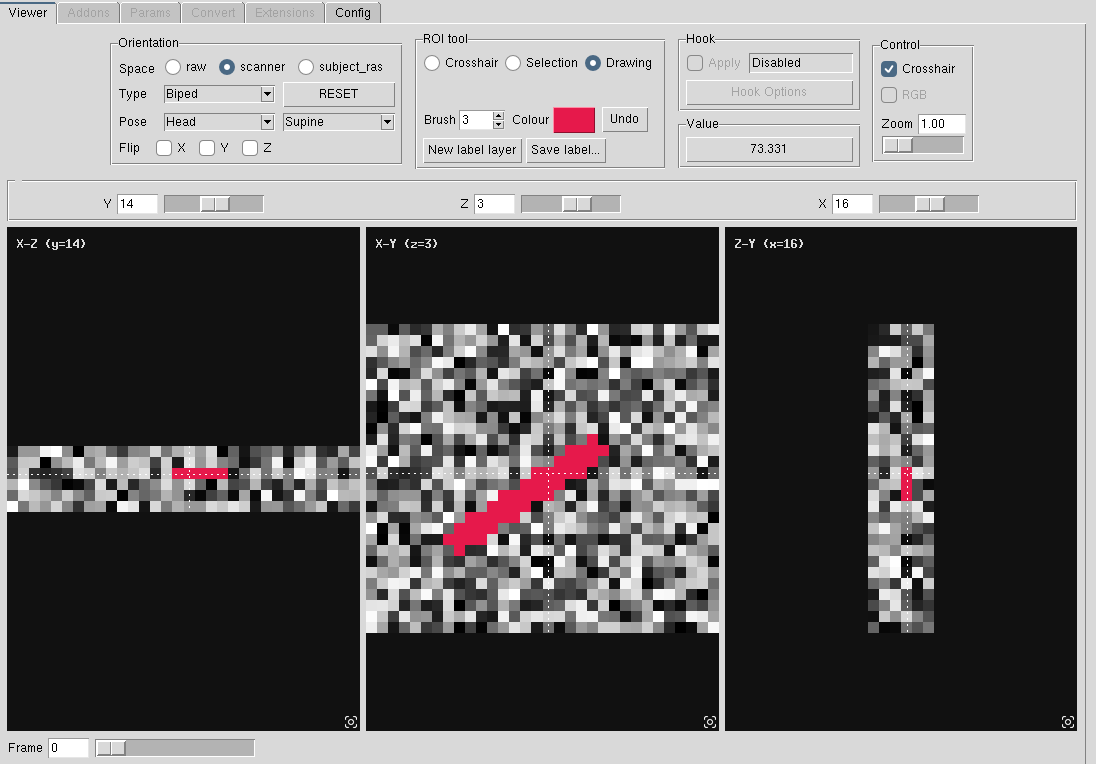 Viewer Addons Params Convert Extensions Config
Orientation
Space raw scanner subject_ras
Type Biped RESET
Pose Head Supine
Flip X Y Z
ROI tool
Crosshair Selection Drawing
Brush 3 Colour Undo
New label layer Save label...
Hook
Apply Disabled
Hook Options
Value
73.331
Control
Crosshair
RGB
Zoom 1.00
Y 14 Z 3 X 16
X-Z (y=14)
X-Y (z=3)
Z-Y (x=16)
Frame 0